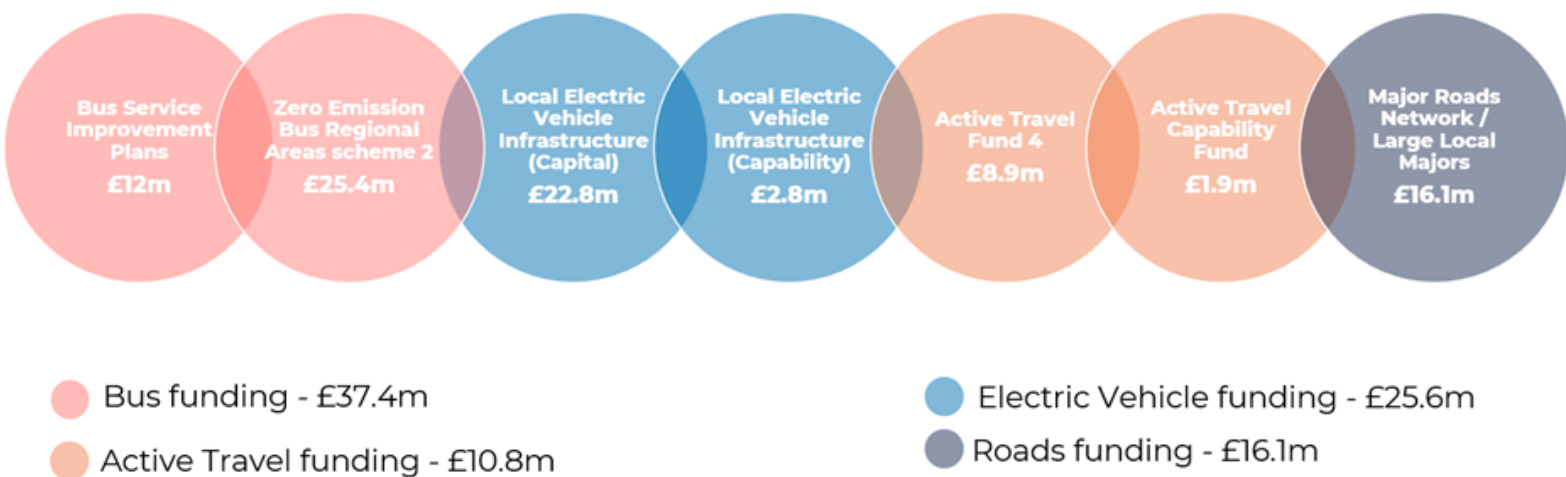 Bus Service
Improvement
Plans
£12m
Zero Emission
Bus Regional
Areas scheme 2
£25.4m
Local Electric
Vehicle
Infrastructure
(Capital)
£22.8m
Local Electric
Vehicle
Infrastructure
(Capability)
£2.8m
Active Travel
Fund 4
£8.9m
Active Travel
Capability
Fund
£1.9m
Major Roads
Network /
Large Local
Majors
£16.1m
Bus funding - £37.4m
Active Travel funding - £10.8m
Electric Vehicle funding - £25.6m
Roads funding - £16.1m